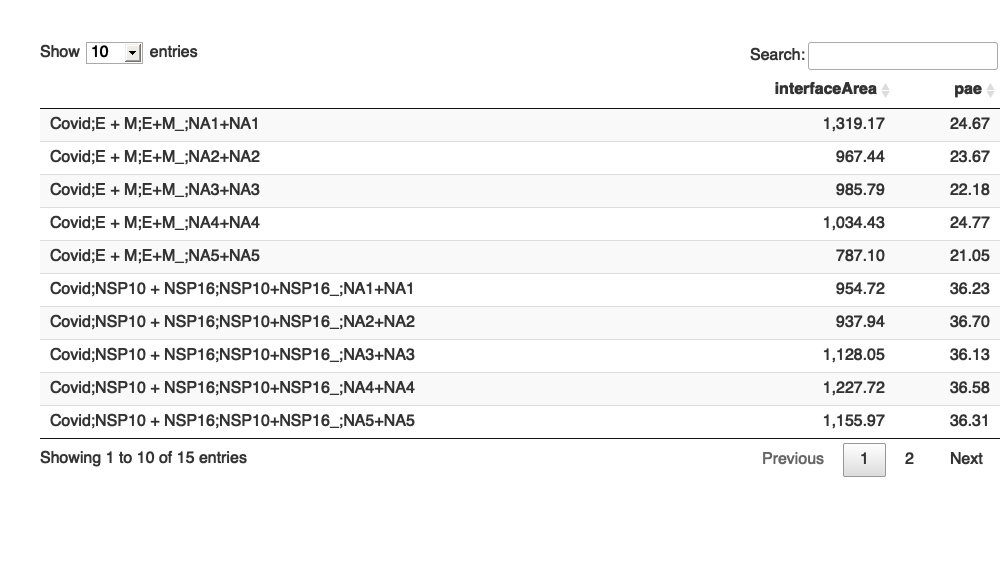 Show 10 entries
Search:
interfaceArea pae
Covid;E + M;E+M_;NA1+NA1 1,319.17 24.67
Covid;E + M;E+M_;NA2+NA2 967.44 23.67
Covid;E + M;E+M_;NA3+NA3 985.79 22.18
Covid;E + M;E+M_;NA4+NA4 1,034.43 24.77
Covid;E + M;E+M_;NA5+NA5 787.10 21.05
Covid;NSP10 + NSP16;NSP10+NSP16_;NA1+NA1 954.72 36.23
Covid;NSP10 + NSP16;NSP10+NSP16_;NA2+NA2 937.94 36.70
Covid;NSP10 + NSP16;NSP10+NSP16_;NA3+NA3 1,128.05 36.13
Covid;NSP10 + NSP16;NSP10+NSP16_;NA4+NA4 1,227.72 36.58
Covid;NSP10 + NSP16;NSP10+NSP16_;NA5+NA5 1,155.97 36.31
Showing 1 to 10 of 15 entries
Previous 1 2 Next